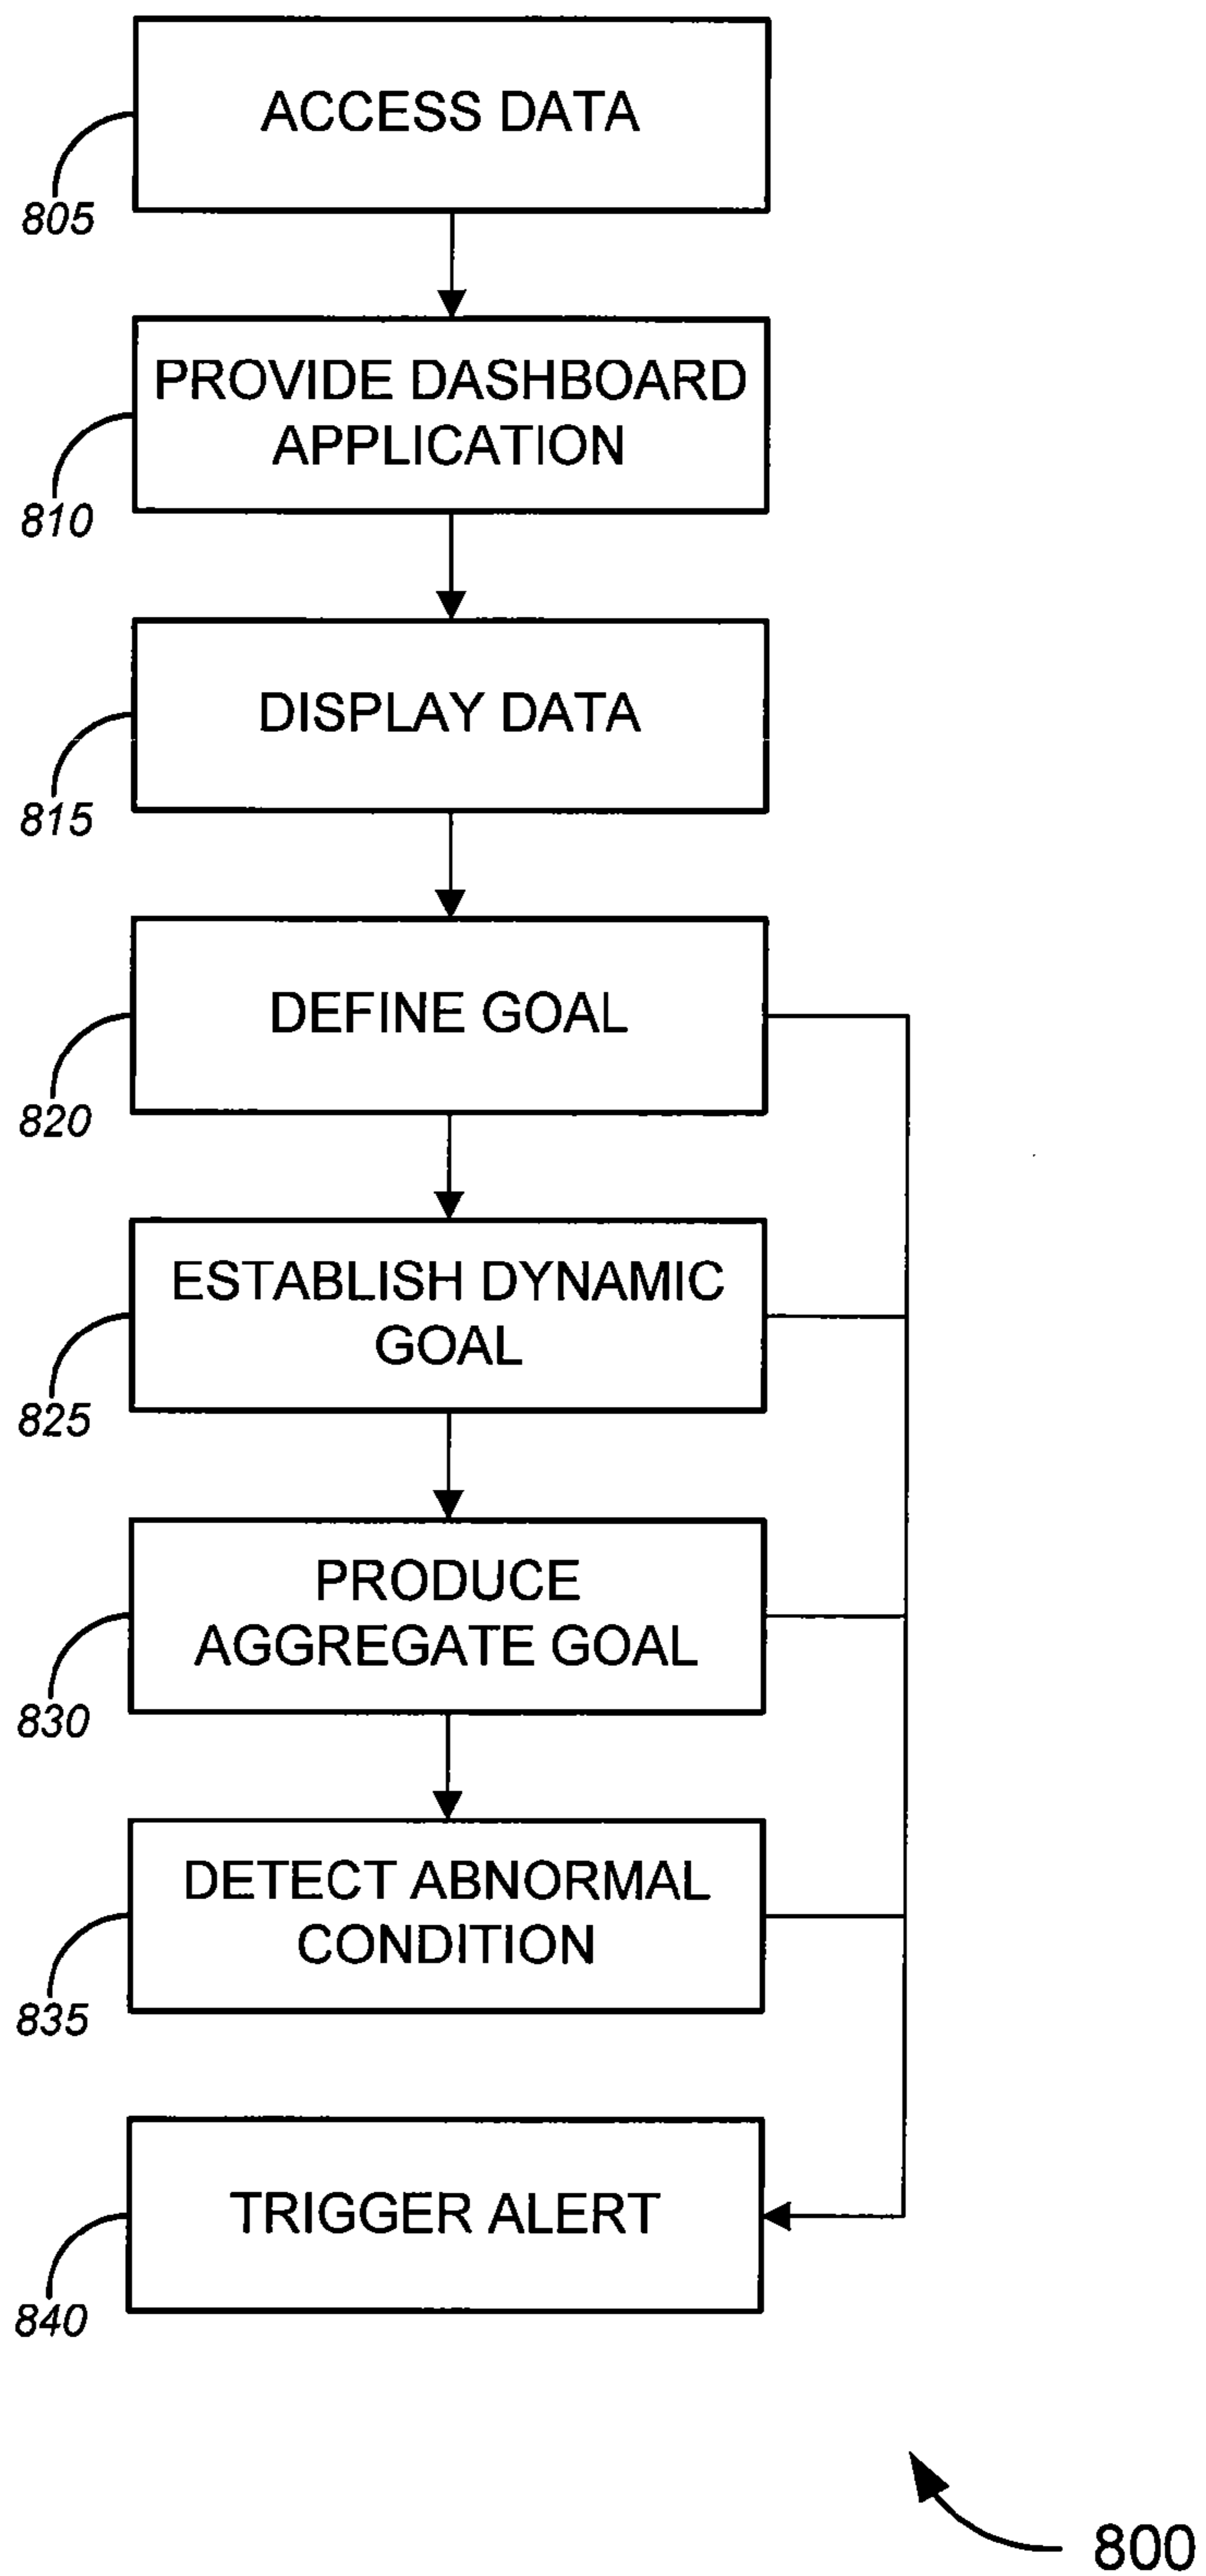 ACCESS DATA
805
PROVIDE DASHBOARD
APPLICATION
810
DISPLAY DATA
815
DEFINE GOAL
820
ESTABLISH DYNAMIC
GOAL
825
PRODUCE
AGGREGATE GOAL
830
DETECT ABNORMAL
CONDITION
835
TRIGGER ALERT
840
800